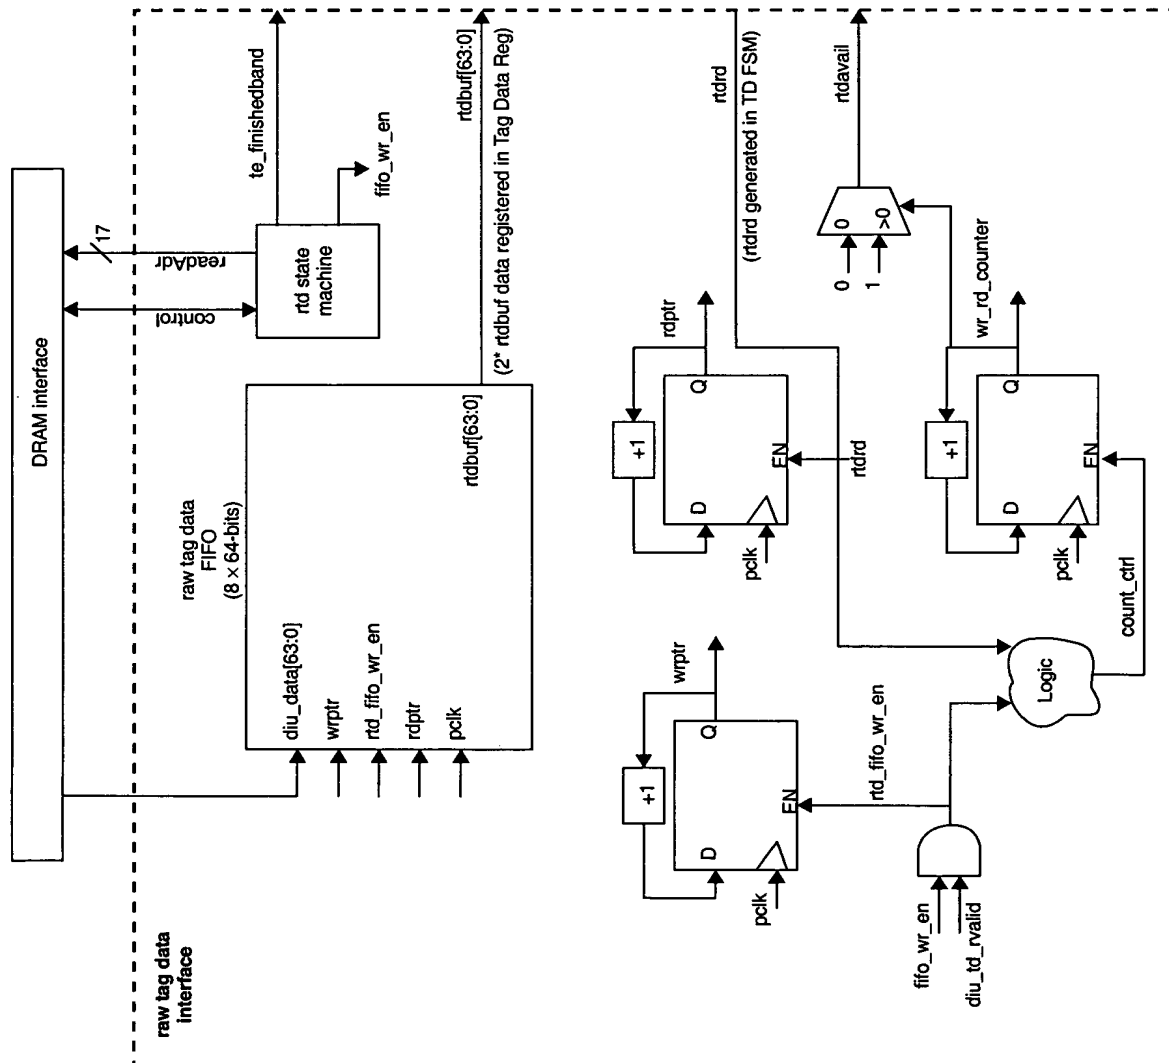 DRAM interface
raw tag data
interface
control
readAdr
17
rtd state
machine
te_finishedband
fifo_wr_en
raw tag data
FIFO
(8 × 64-bits)
diu_data[63:0]
wrptr
rtd_fifo_wr_en
rdptr
pclk
rtdbuf[63:0]
rtdbuf[63:0]
(2* rtdbuf data registered in Tag Data Reg)
+1
D
Q
EN
pclk
wrptr
+1
D
Q
EN
pclk
rdptr
rtdrd
rtdrd
(rtdrd generated in TD FSM)
fifo_wr_en
diu_td_rvalid
rtd_fifo_wr_en
Logic
count_ctrl
+1
D
Q
EN
pclk
wr_rd_counter
0
1
0
>0
rtdavail